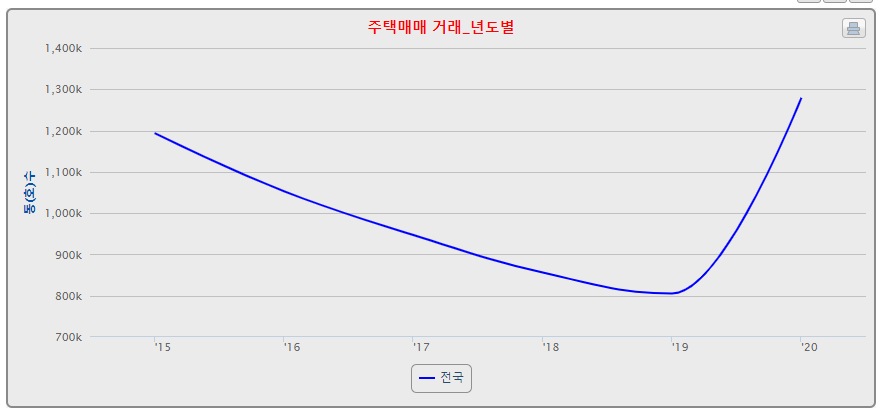 주택매매 거래_년도별
1,400k
1,300k
1,200k
1,100k
1,000k
900k
800k
700k
동(호)수
'15 '16 '17 '18 '19 '20
전국